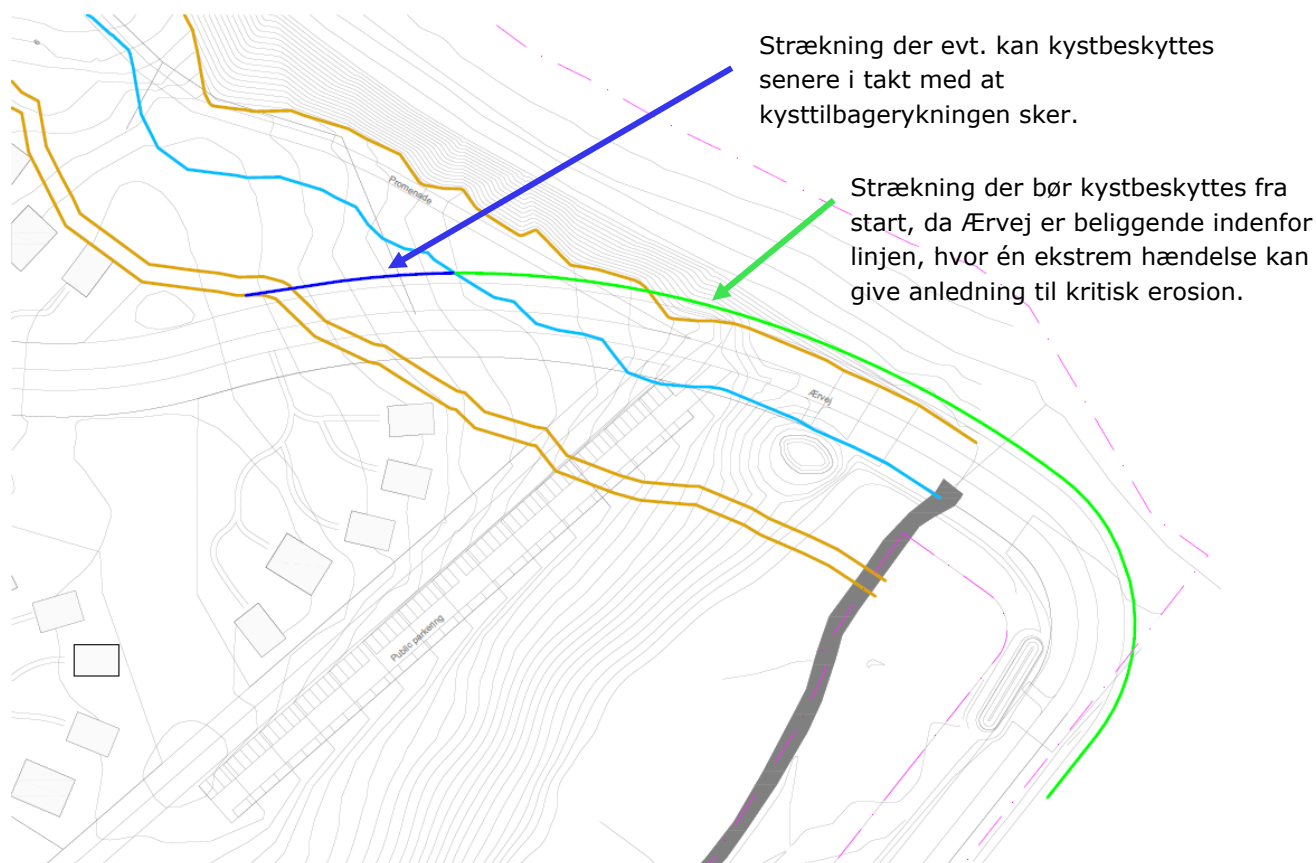 Strækning der evt. kan kystbeskyttes
senere i takt med at
kysttilbagerykningen sker.
Strækning der bør kystbeskyttes fra
start, da Ærvej er beliggende indenfor
linjen, hvor én ekstrem hændelse kan
give anledning til kritisk erosion.
Promenade
Ærvej
Public parkering